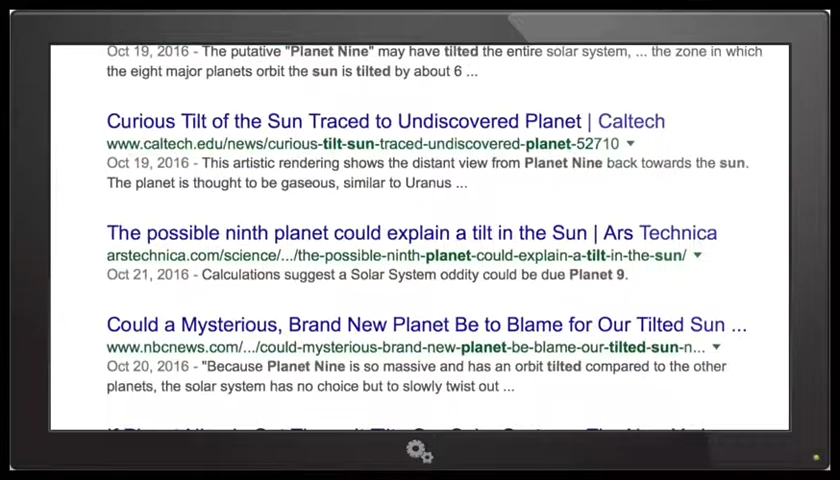 Oct 19, 2016 - The putative "Planet Nine" may have tilted the entire solar system, ... the zone in which
the eight major planets orbit the sun is tilted by about 6 ...
Curious Tilt of the Sun Traced to Undiscovered Planet | Caltech
www.caltech.edu/news/curious-tilt-sun-traced-undiscovered-planet-52710
Oct 19, 2016 - This artistic rendering shows the distant view from Planet Nine back towards the sun.
The planet is thought to be gaseous, similar to Uranus ...
The possible ninth planet could explain a tilt in the Sun | Ars Technica
arstechnica.com/science/.../the-possible-ninth-planet-could-explain-a-tilt-in-the-sun/
Oct 21, 2016 - Calculations suggest a Solar System oddity could be due Planet 9.
Could a Mysterious, Brand New Planet Be to Blame for Our Tilted Sun ...
www.nbcnews.com/.../could-mysterious-brand-new-planet-be-blame-our-tilted-sun-n...
Oct 20, 2016 - "Because Planet Nine is so massive and has an orbit tilted compared to the other
planets, the solar system has no choice but to slowly twist out ...